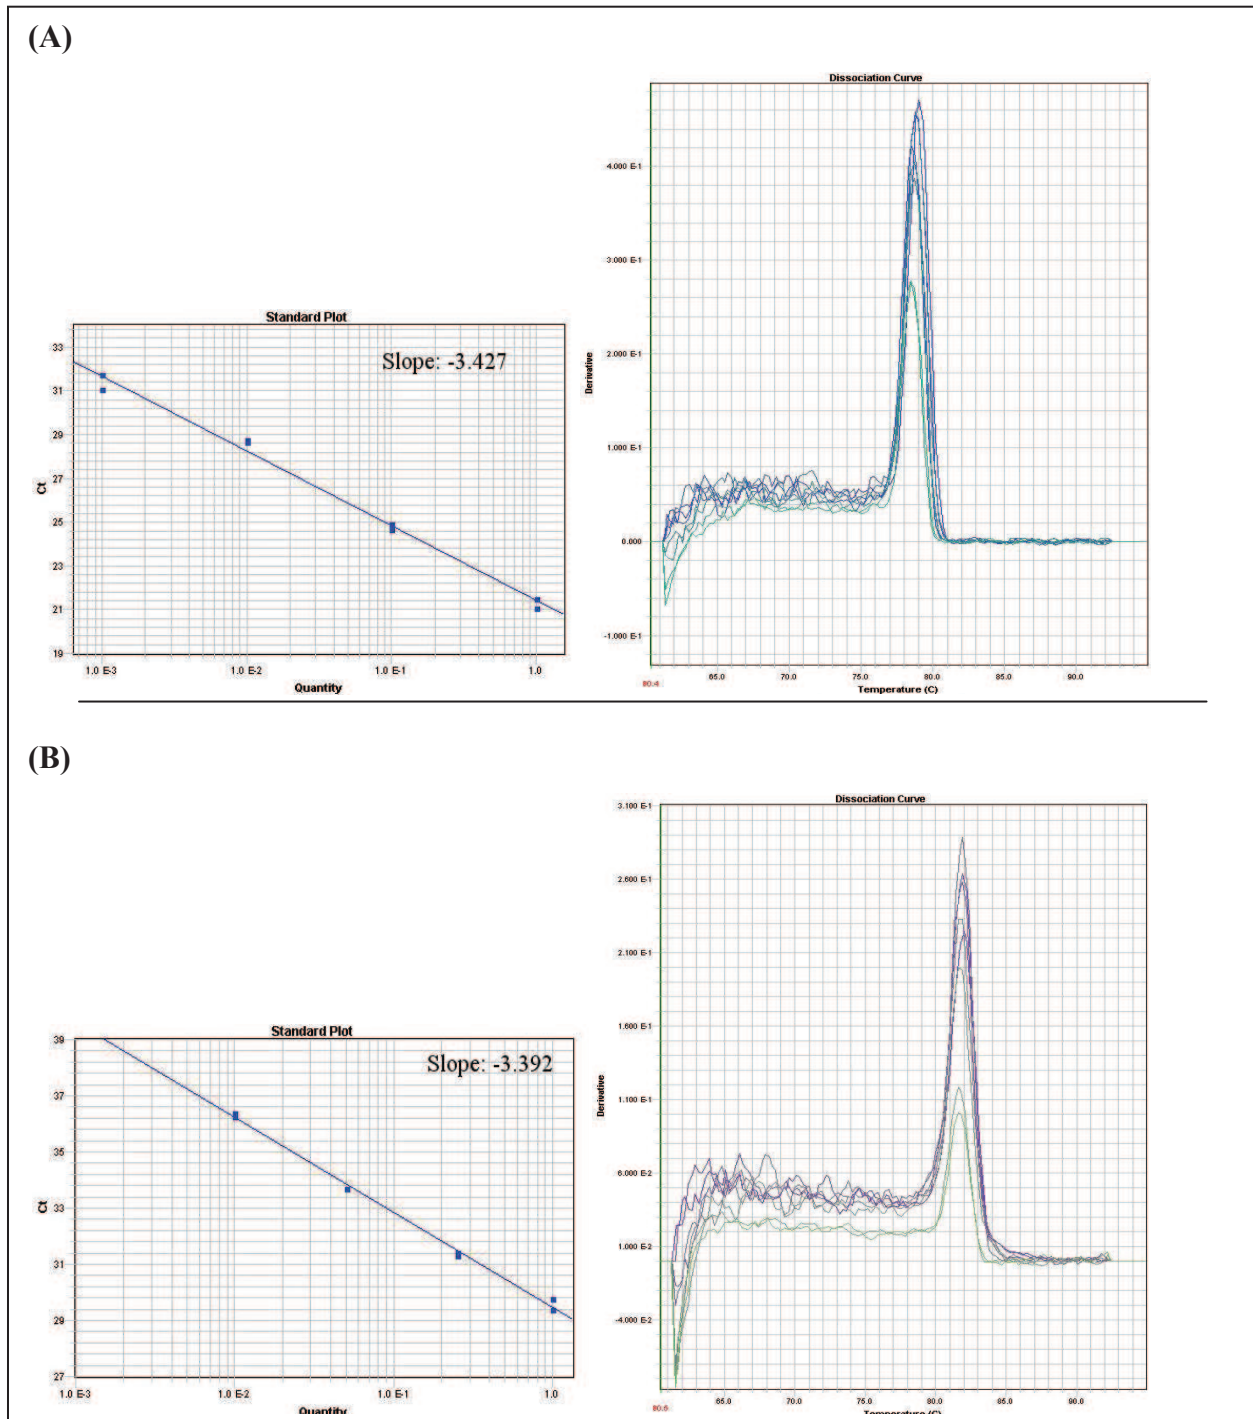 (A)
Dissociation Curve
4.000 E-1
3.000 E-1
2.000 E-1
1.000 E-1
0.000
-1.000 E-1
Derivative
65.0 70.0 75.0 80.0 85.0 90.0
Temperature (C)
Standard Plot
Slope: -3.427
33
31
29
27
25
23
21
19
Ct
1.0 E-3 1.0 E-2 1.0 E-1 1.0
Quantity
(B)
Dissociation Curve
3.100 E-1
2.600 E-1
2.100 E-1
1.600 E-1
1.100 E-1
6.000 E-2
1.000 E-2
-4.000 E-2
Derivative
65.0 70.0 75.0 80.0 85.0 90.0
Temperature (C)
Standard Plot
Slope: -3.392
39
37
35
33
31
29
27
Ct
1.0 E-3 1.0 E-2 1.0 E-1 1.0
Quantity